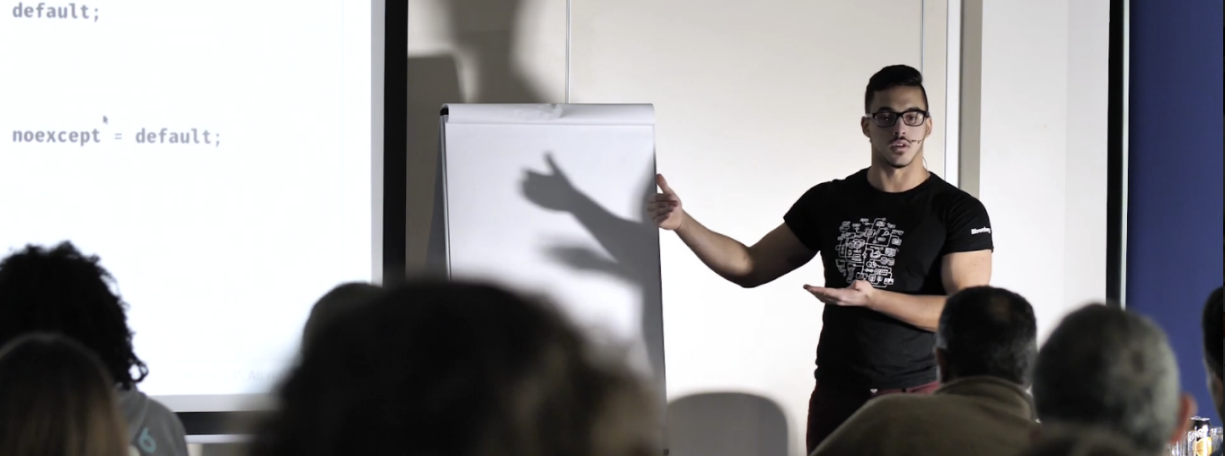 default;
noexcept = default;